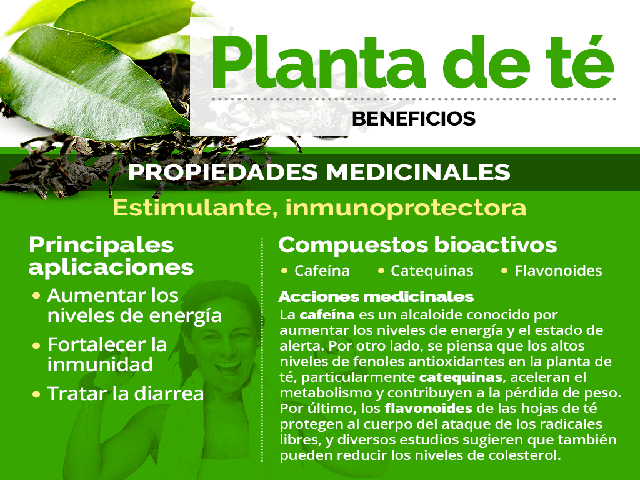 Planta de té
BENEFICIOS
PROPIEDADES MEDICINALES
Estimulante, inmunoprotectora
Principales
aplicaciones
• Aumentar los
niveles de energía
• Fortalecer la
inmunidad
• Tratar la diarrea
Compuestos bioactivos
• Cafeína • Catequinas • Flavonoides
Acciones medicinales
La cafeína es un alcaloide conocido por
aumentar los niveles de energía y el estado de
alerta. Por otro lado, se piensa que los altos
niveles de fenoles antioxidantes en la planta de
té, particularmente catequinas, aceleran el
metabolismo y contribuyen a la pérdida de peso.
Por último, los flavonoides de las hojas de té
protegen al cuerpo del ataque de los radicales
libres, y diversos estudios sugieren que también
pueden reducir los niveles de colesterol.